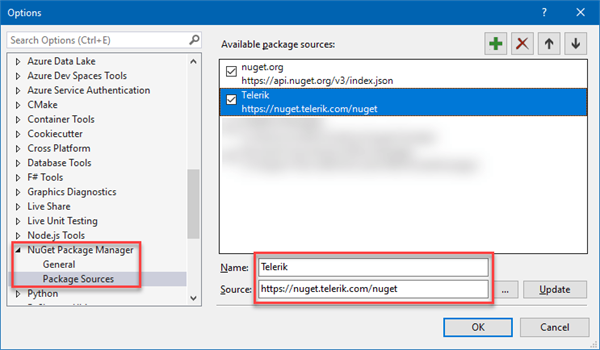 Options
Search Options (Ctrl+E)
Azure Data Lake
Azure Dev Spaces Tools
Azure Service Authentication
CMake
Container Tools
Cookiecutter
Cross Platform
Database Tools
F# Tools
Graphics Diagnostics
Live Share
Live Unit Testing
Node.js Tools
NuGet Package Manager
General
Package Sources
Python
Available package sources:
nuget.org
https://api.nuget.org/v3/index.json
Telerik
https://nuget.telerik.com/nuget
Name: Telerik
Source: https://nuget.telerik.com/nuget
... Update
OK Cancel